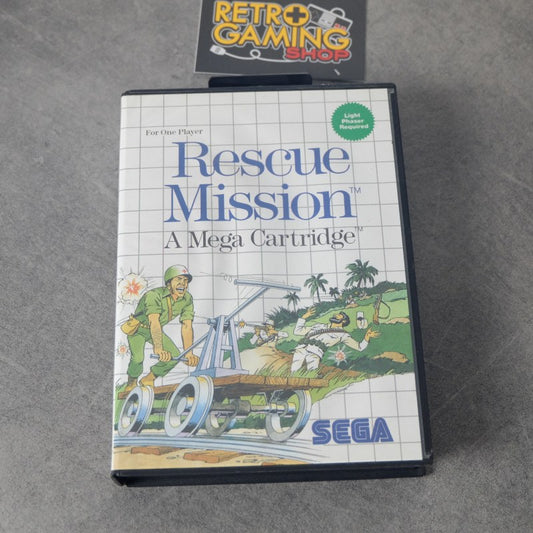 RETRO
GAMING
SHOP
For One Player
Light
Phaser
Required
Rescue
Mission™
A Mega Cartridge™
SEGA